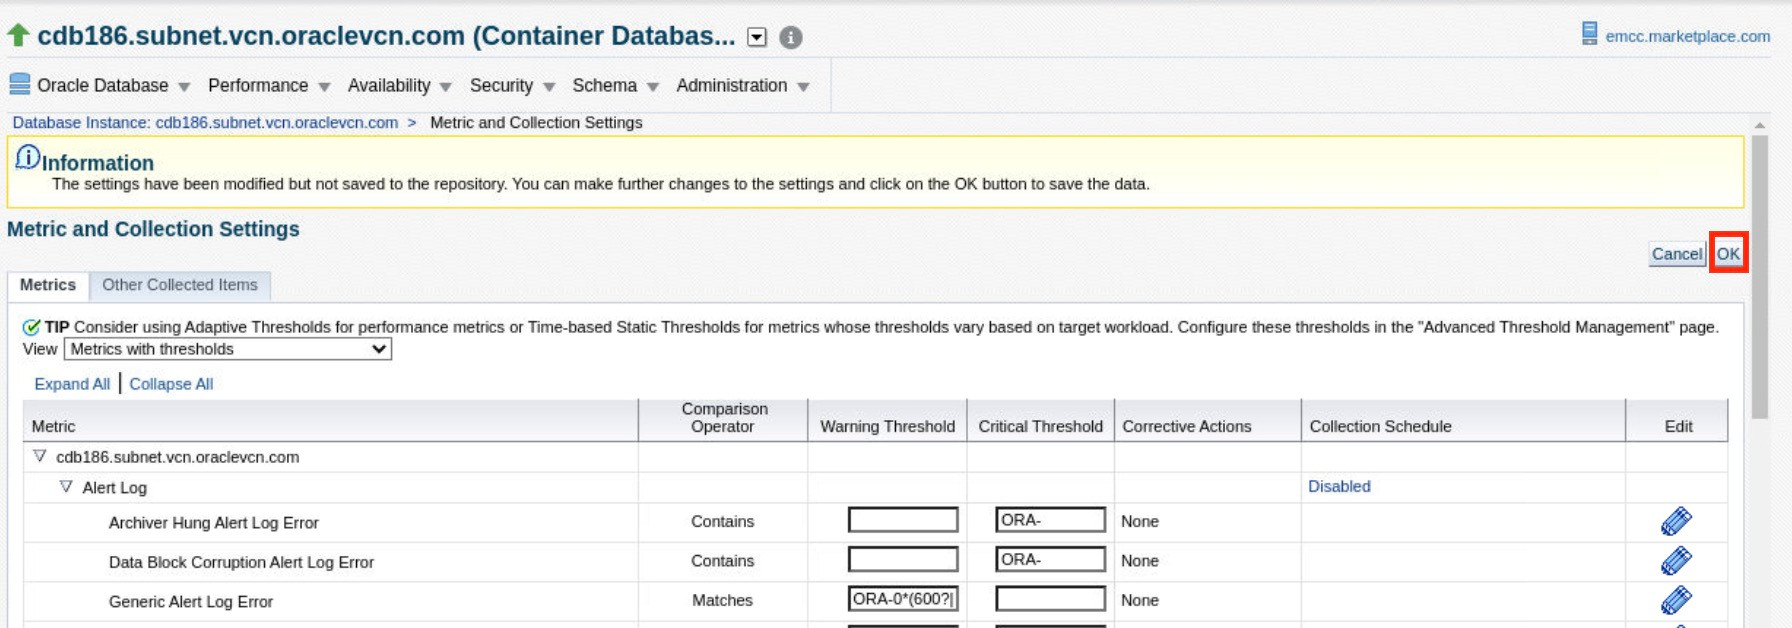 cdb186.subnet.vcn.oraclevcn.com (Container Databas...
emcc.marketplace.com
Oracle Database Performance Availability Security Schema Administration
Database Instance: cdb186.subnet.vcn.oraclevcn.com > Metric and Collection Settings
Information
The settings have been modified but not saved to the repository. You can make further changes to the settings and click on the OK button to save the data.
Metric and Collection Settings
Cancel OK
Metrics Other Collected Items
TIP Consider using Adaptive Thresholds for performance metrics or Time-based Static Thresholds for metrics whose thresholds vary based on target workload. Configure these thresholds in the "Advanced Threshold Management" page.
View Metrics with thresholds
Expand All | Collapse All
Metric Comparison Operator Warning Threshold Critical Threshold Corrective Actions Collection Schedule Edit
cdb186.subnet.vcn.oraclevcn.com
Alert Log Disabled
Archiver Hung Alert Log Error Contains ORA- None
Data Block Corruption Alert Log Error Contains ORA- None
Generic Alert Log Error Matches ORA-0*(600?| None